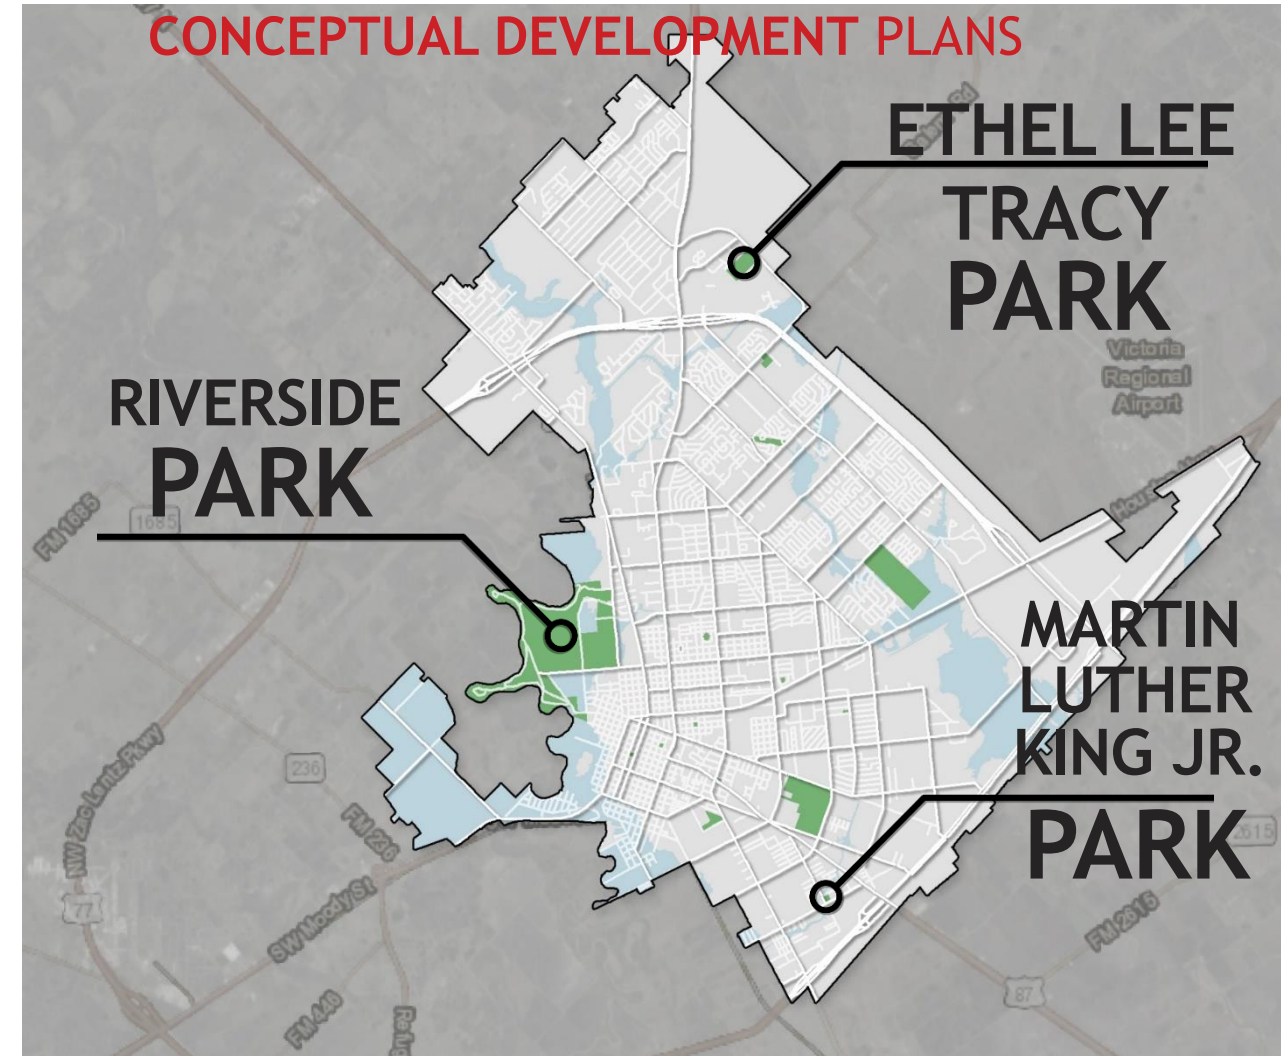 CONCEPTUAL DEVELOPMENT PLANS
ETHEL LEE
TRACY
PARK
Victoria
Regional
Airport
RIVERSIDE
PARK
FM 1685
1685
MARTIN
LUTHER
KING JR.
PARK
236
NW Zac Lentz Pkwy
FM 236
2615
77
SW Moody St
FM 2615
87
FM 446